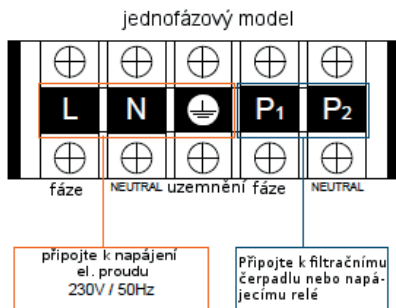 jednofázový model
L N P1 P2
fáze NEUTRAL uzemnění fáze NEUTRAL
připojte k napájení
el. proudu
230V / 50Hz
Připojte k filtračnímu
čerpadlu nebo napá-
jecímu relé